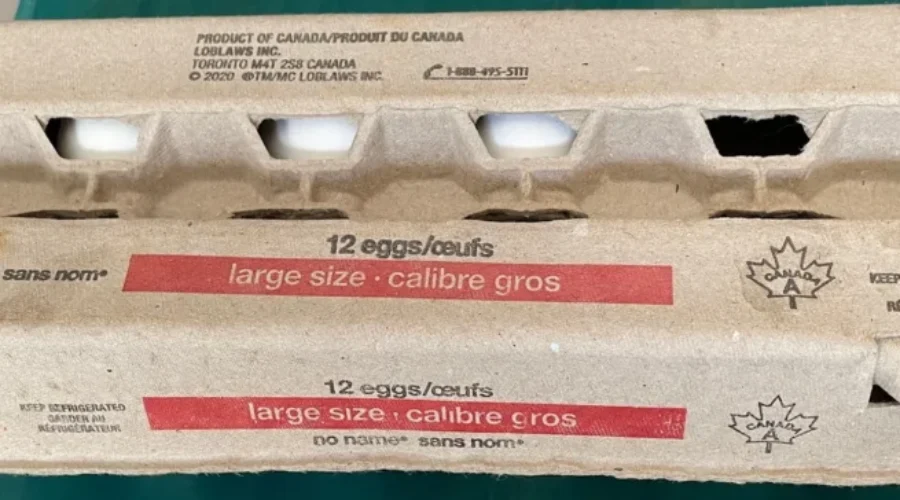 PRODUCT OF CANADA/PRODUIT DU CANADA
LOBLAWS INC.
TORONTO M4T 2S8 CANADA
© 2020 ®TM/MC LOBLAWS INC.
1-888-495-5111
12 eggs/œufs
sans nom®
large size · calibre gros
CANADA
A
KEEP
12 eggs/œufs
KEEP REFRIGERATED
GARDER AU
RÉFRIGÉRATEUR
large size · calibre gros
no name® sans nom®
CANADA
A